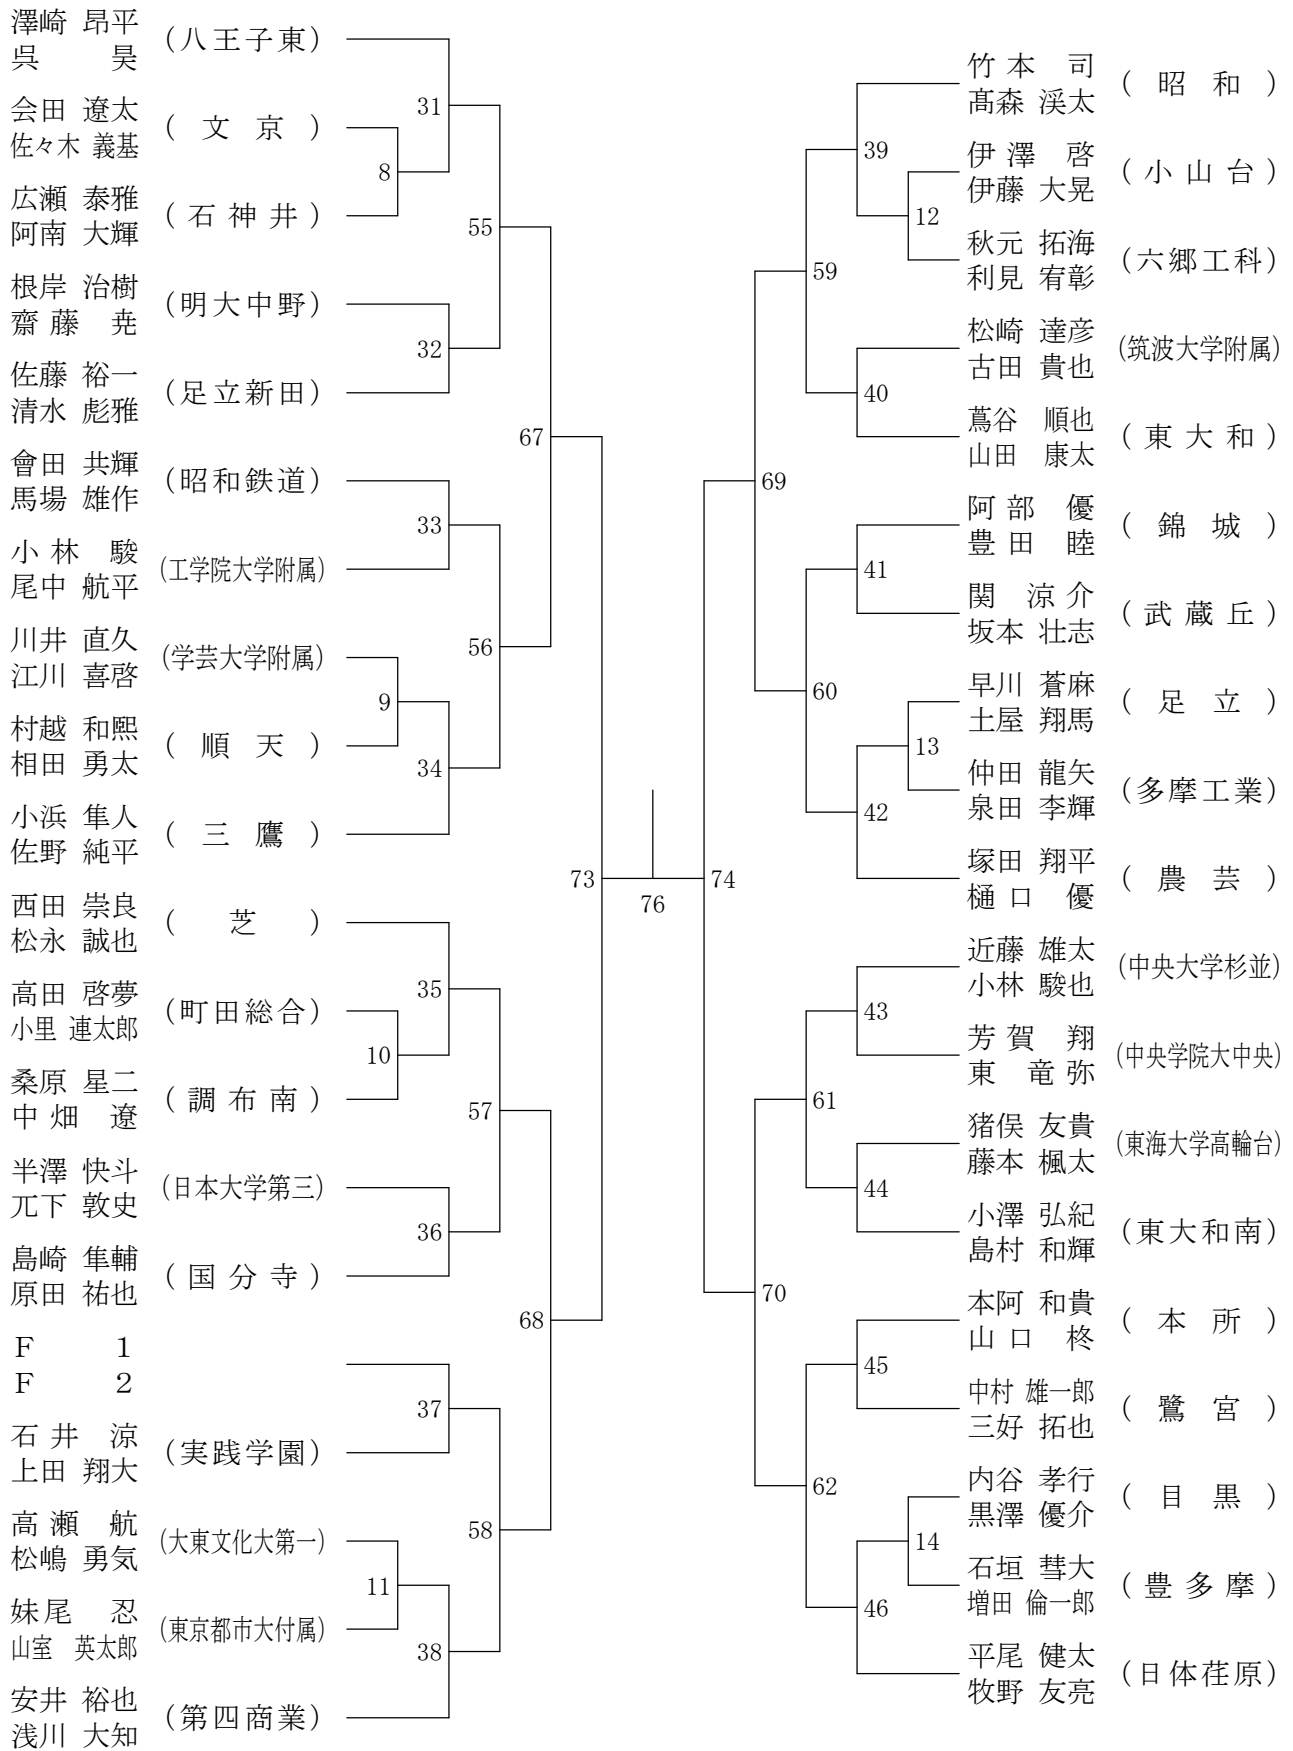 澤崎 昂平
呉 昊
（八王子東）
会田 遼太
佐々木 義基
（文京）
広瀬 泰雅
阿南 大輝
（石神井）
根岸 治樹
齋藤 尭
（明大中野）
佐藤 裕一
清水 彪雅
（足立新田）
會田 共輝
馬場 雄作
（昭和鉄道）
小林 駿
尾中 航平
（工学院大学附属）
川井 直久
江川 喜啓
（学芸大学附属）
村越 和熙
相田 勇太
（順天）
小浜 隼人
佐野 純平
（三鷹）
西田 崇良
松永 誠也
（芝）
高田 啓夢
小里 連太郎
（町田総合）
桑原 星二
中畑 遼
（調布南）
半澤 快斗
兀下 敦史
（日本大学第三）
島崎 隼輔
原田 祐也
（国分寺）
Ｆ 1
Ｆ 2
石井 涼
上田 翔大
（実践学園）
高瀬 航
松嶋 勇気
（大東文化大第一）
妹尾 忍
山室 英太郎
（東京都市大付属）
安井 裕也
浅川 大知
（第四商業）
31
8
55
32
67
33
56
9
34
73
35
10
57
36
68
37
58
11
38
76
74
39
12
59
40
69
41
60
13
42
43
61
44
70
45
62
14
46
竹本 司
髙森 渓太
（昭和）
伊澤 啓
伊藤 大晃
（小山台）
秋元 拓海
利見 宥彰
（六郷工科）
松崎 達彦
古田 貴也
（筑波大学附属）
蔦谷 順也
山田 康太
（東大和）
阿部 優
豊田 睦
（錦城）
関 涼介
坂本 壮志
（武蔵丘）
早川 蒼麻
土屋 翔馬
（足立）
仲田 龍矢
泉田 李輝
（多摩工業）
塚田 翔平
樋口 優
（農芸）
近藤 雄太
小林 駿也
（中央大学杉並）
芳賀 翔
東 竜弥
（中央学院大中央）
猪俣 友貴
藤本 楓太
（東海大学高輪台）
小澤 弘紀
島村 和輝
（東大和南）
本阿 和貴
山口 柊
（本所）
中村 雄一郎
三好 拓也
（鷺宮）
内谷 孝行
黒澤 優介
（目黒）
石垣 彗大
増田 倫一郎
（豊多摩）
平尾 健太
牧野 友亮
（日体荏原）